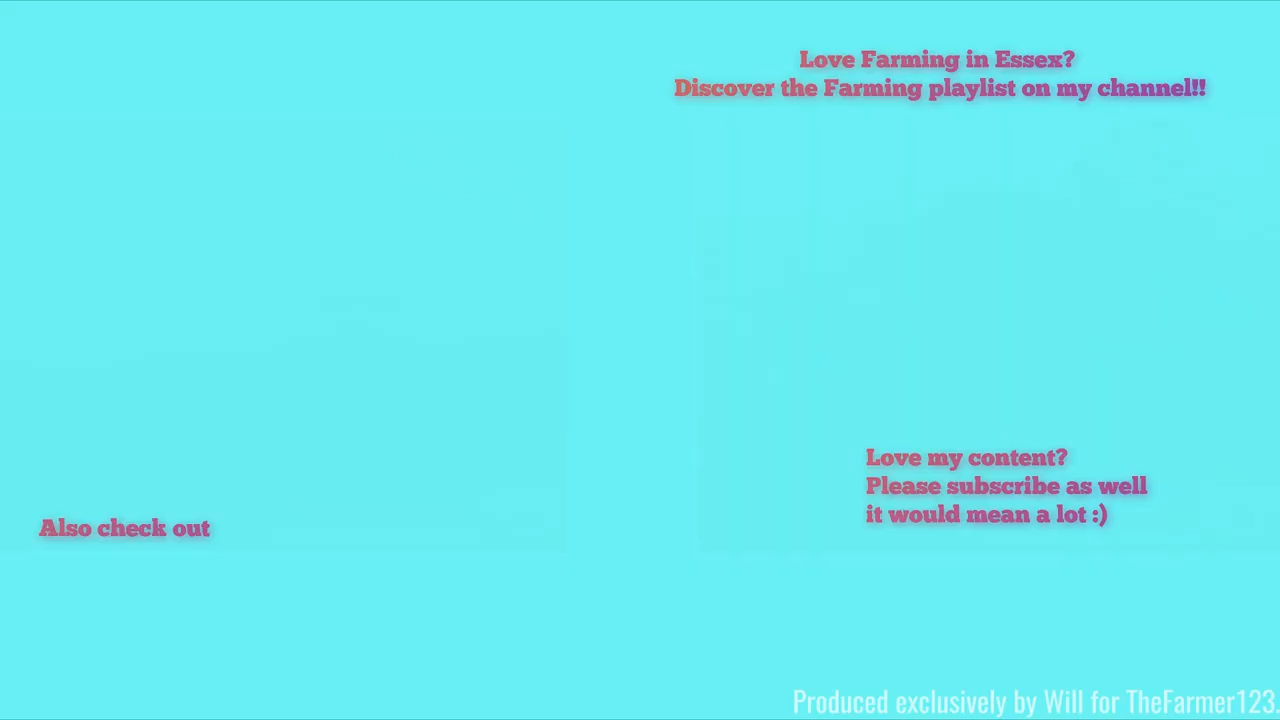 Love Farming in Essex?
Discover the Farming playlist on my channel!!
Love my content?
Please subscribe as well
it would mean a lot :)
Also check out
Produced exclusively by Will for TheFarmer123.